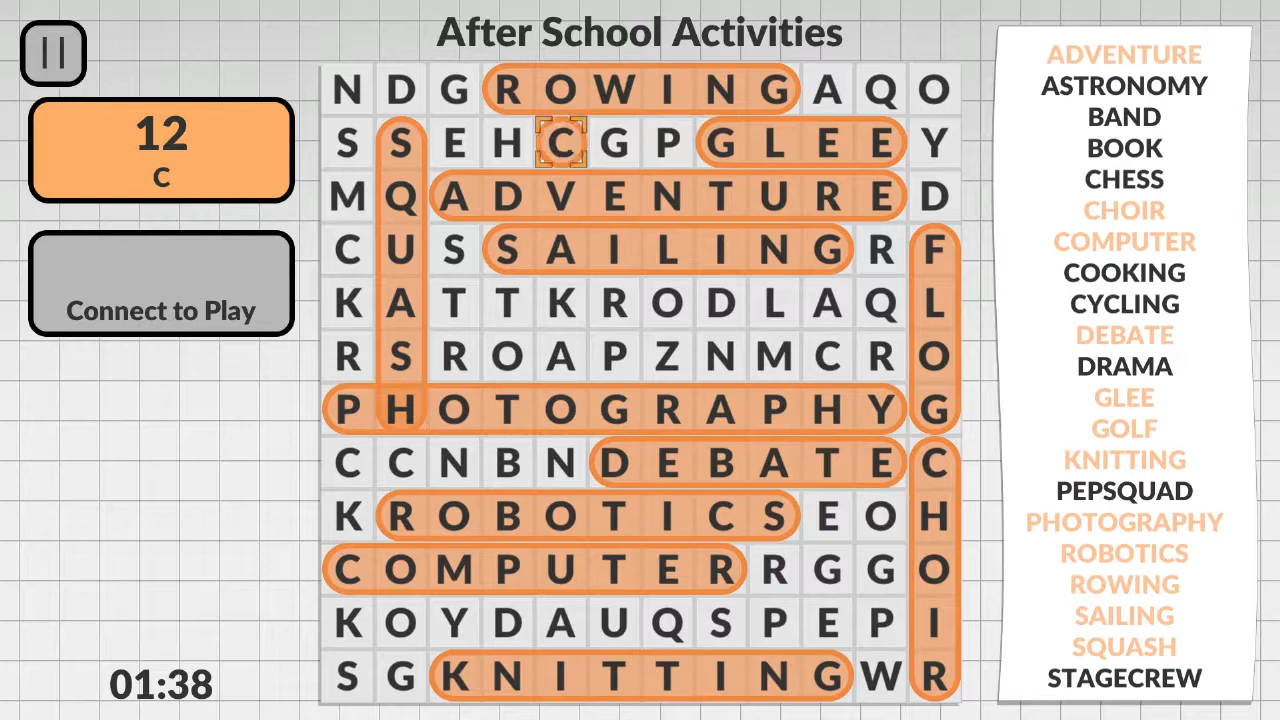 After School Activities
12
C
Connect to Play
01:38
N D G R O W I N G A Q O
S S E H C G P G L E E Y
M Q A D V E N T U R E D
C U S S A I L I N G R F
K A T T K R O D L A Q L
R S R O A P Z N M C R O
P H O T O G R A P H Y G
C C N B N D E B A T E C
K R O B O T I C S E O H
C O M P U T E R R G G O
K O Y D A U Q S P E P I
S G K N I T T I N G W R
ADVENTURE
ASTRONOMY
BAND
BOOK
CHESS
CHOIR
COMPUTER
COOKING
CYCLING
DEBATE
DRAMA
GLEE
GOLF
KNITTING
PEPSQUAD
PHOTOGRAPHY
ROBOTICS
ROWING
SAILING
SQUASH
STAGECREW